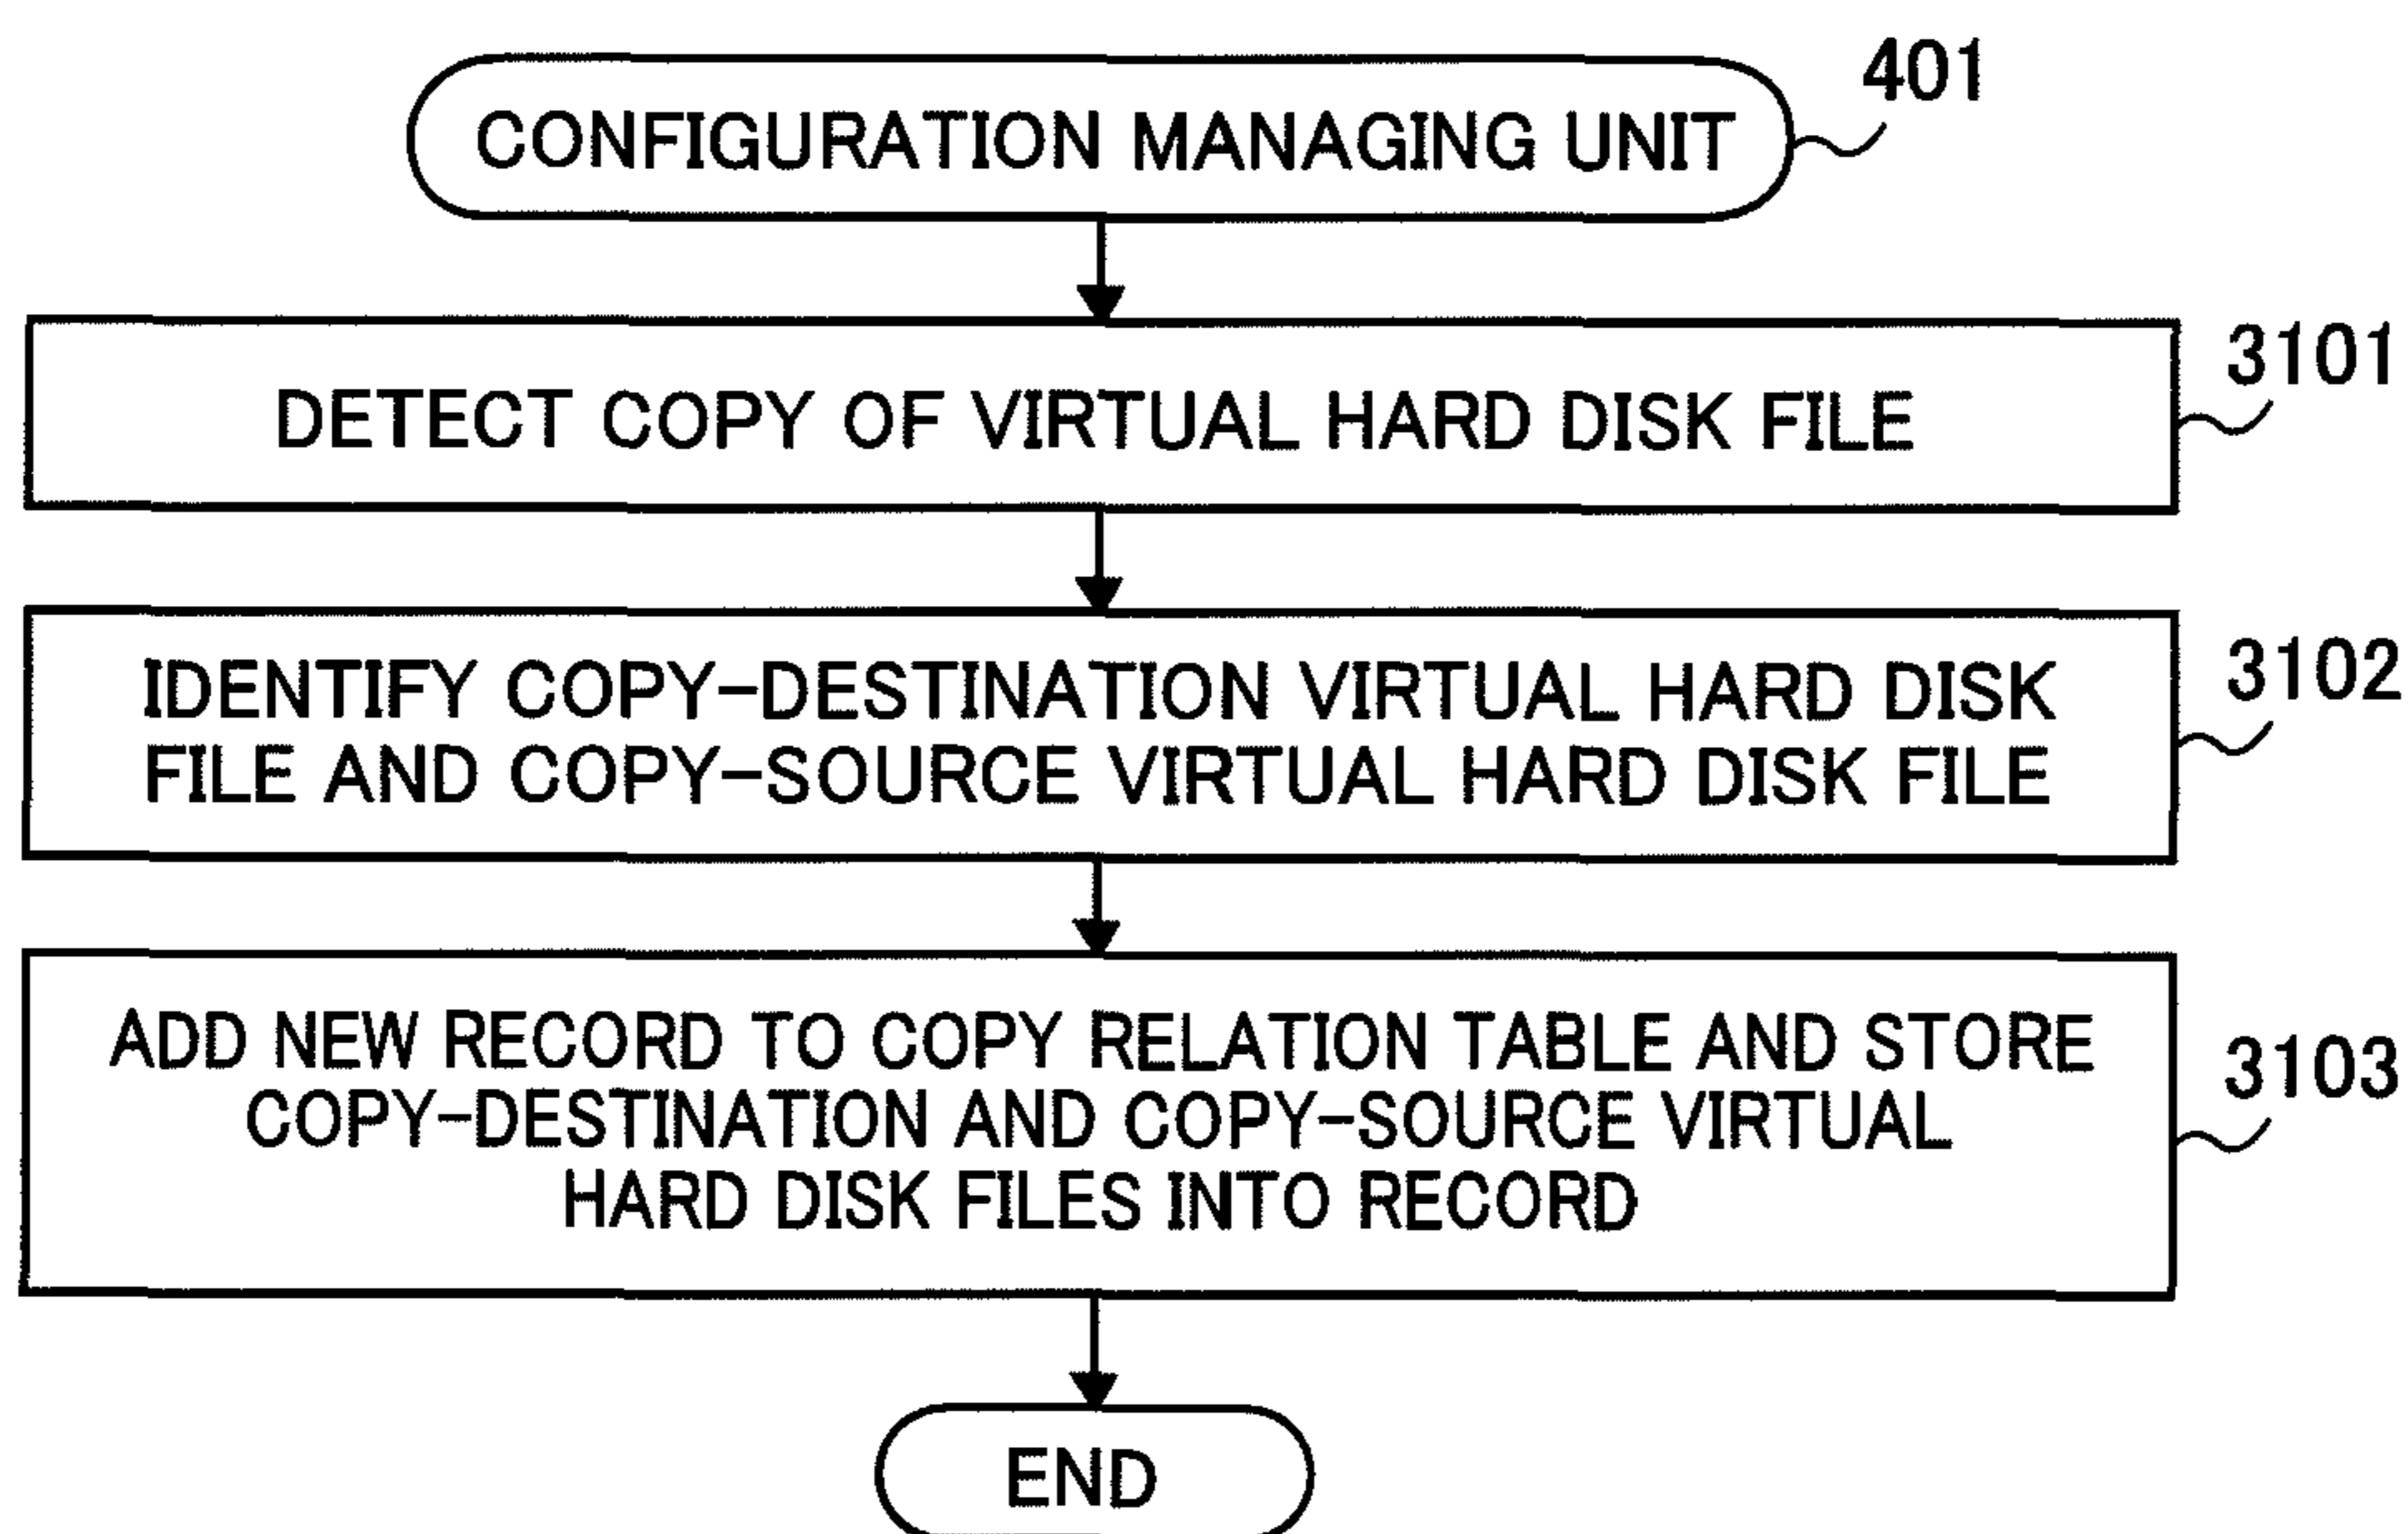 401
CONFIGURATION MANAGING UNIT
3101
DETECT COPY OF VIRTUAL HARD DISK FILE
3102
IDENTIFY COPY-DESTINATION VIRTUAL HARD DISK
FILE AND COPY-SOURCE VIRTUAL HARD DISK FILE
3103
ADD NEW RECORD TO COPY RELATION TABLE AND STORE
COPY-DESTINATION AND COPY-SOURCE VIRTUAL
HARD DISK FILES INTO RECORD
END